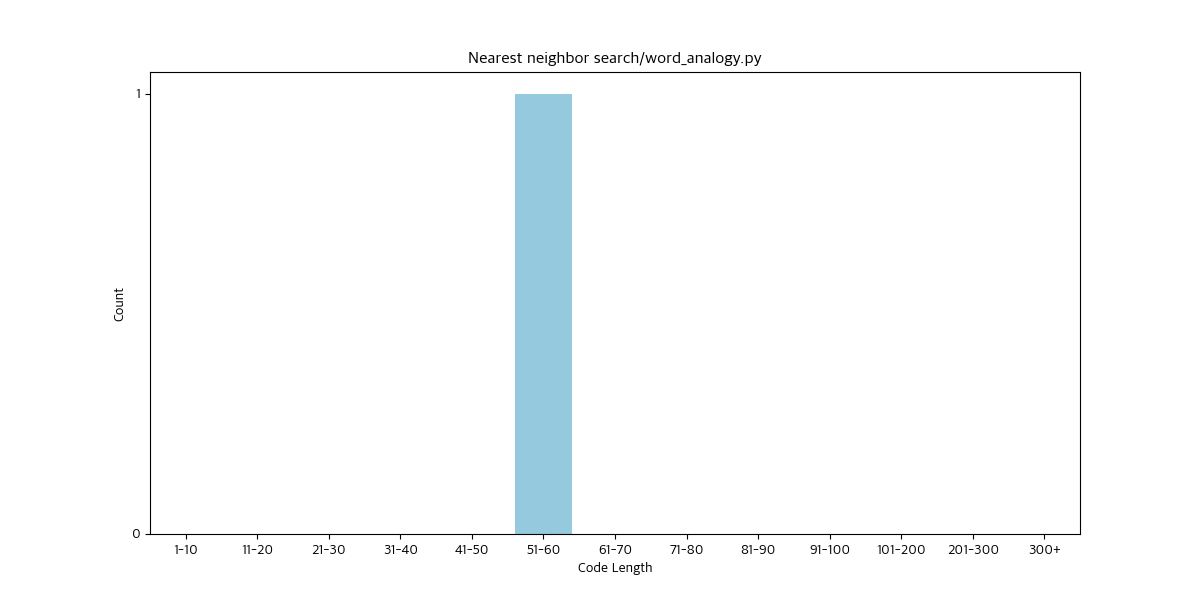 Nearest neighbor search/word_analogy.py
1
Count
0
1-10 11-20 21-30 31-40 41-50 51-60 61-70 71-80 81-90 91-100 101-200 201-300 300+
Code Length